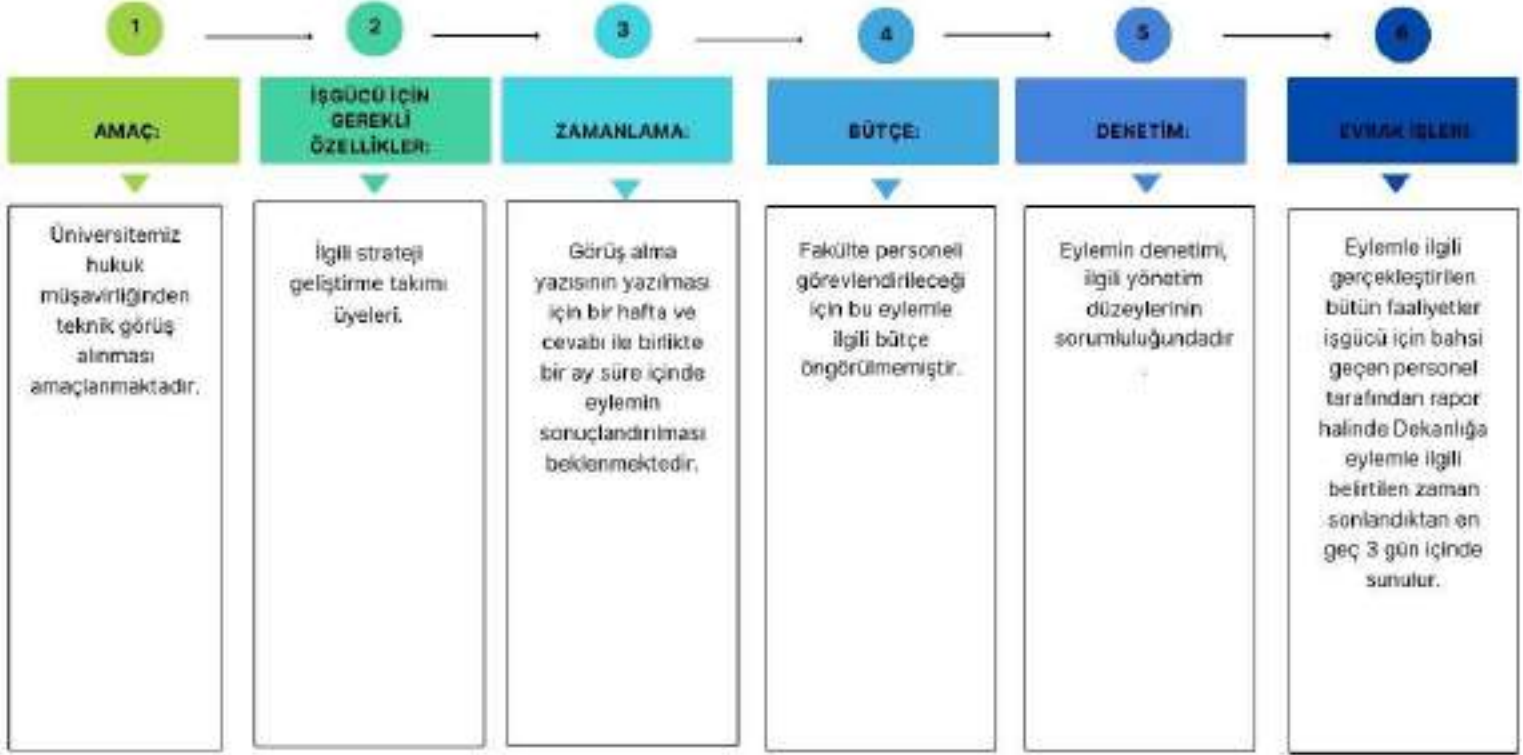 1
2
3
4
5
6
AMAÇ:
İŞGÜCÜ İÇİN
GEREKLİ
ÖZELLİKLER:
ZAMANLAMA:
BÜTÇE:
DENETİM:
EVRAK İŞLERİ:
Üniversitemiz
hukuk
müşavirliğinden
teknik görüş
alınması
amaçlanmaktadır.
İlgili strateji
geliştirme takımı
üyeleri.
Görüş alma
yazısının yazılması
için bir hafta ve
cevabı ile birlikte
bir ay süre içinde
eylemin
sonuçlandırılması
beklenmektedir.
Fakülte personeli
görevlendirileceği
için bu eylemle
ilgili bütçe
öngörülmemiştir.
Eylemin denetimi,
ilgili yönetim
düzeylerinin
sorumluluğundadır
.
Eylemle ilgili
gerçekleştirilen
bütün faaliyetler
işgücü için bahsi
geçen personel
tarafından rapor
halinde Dekanlığa
eylemle ilgili
belirtilen zaman
sonlandıktan en
geç 3 gün içinde
sunulur.